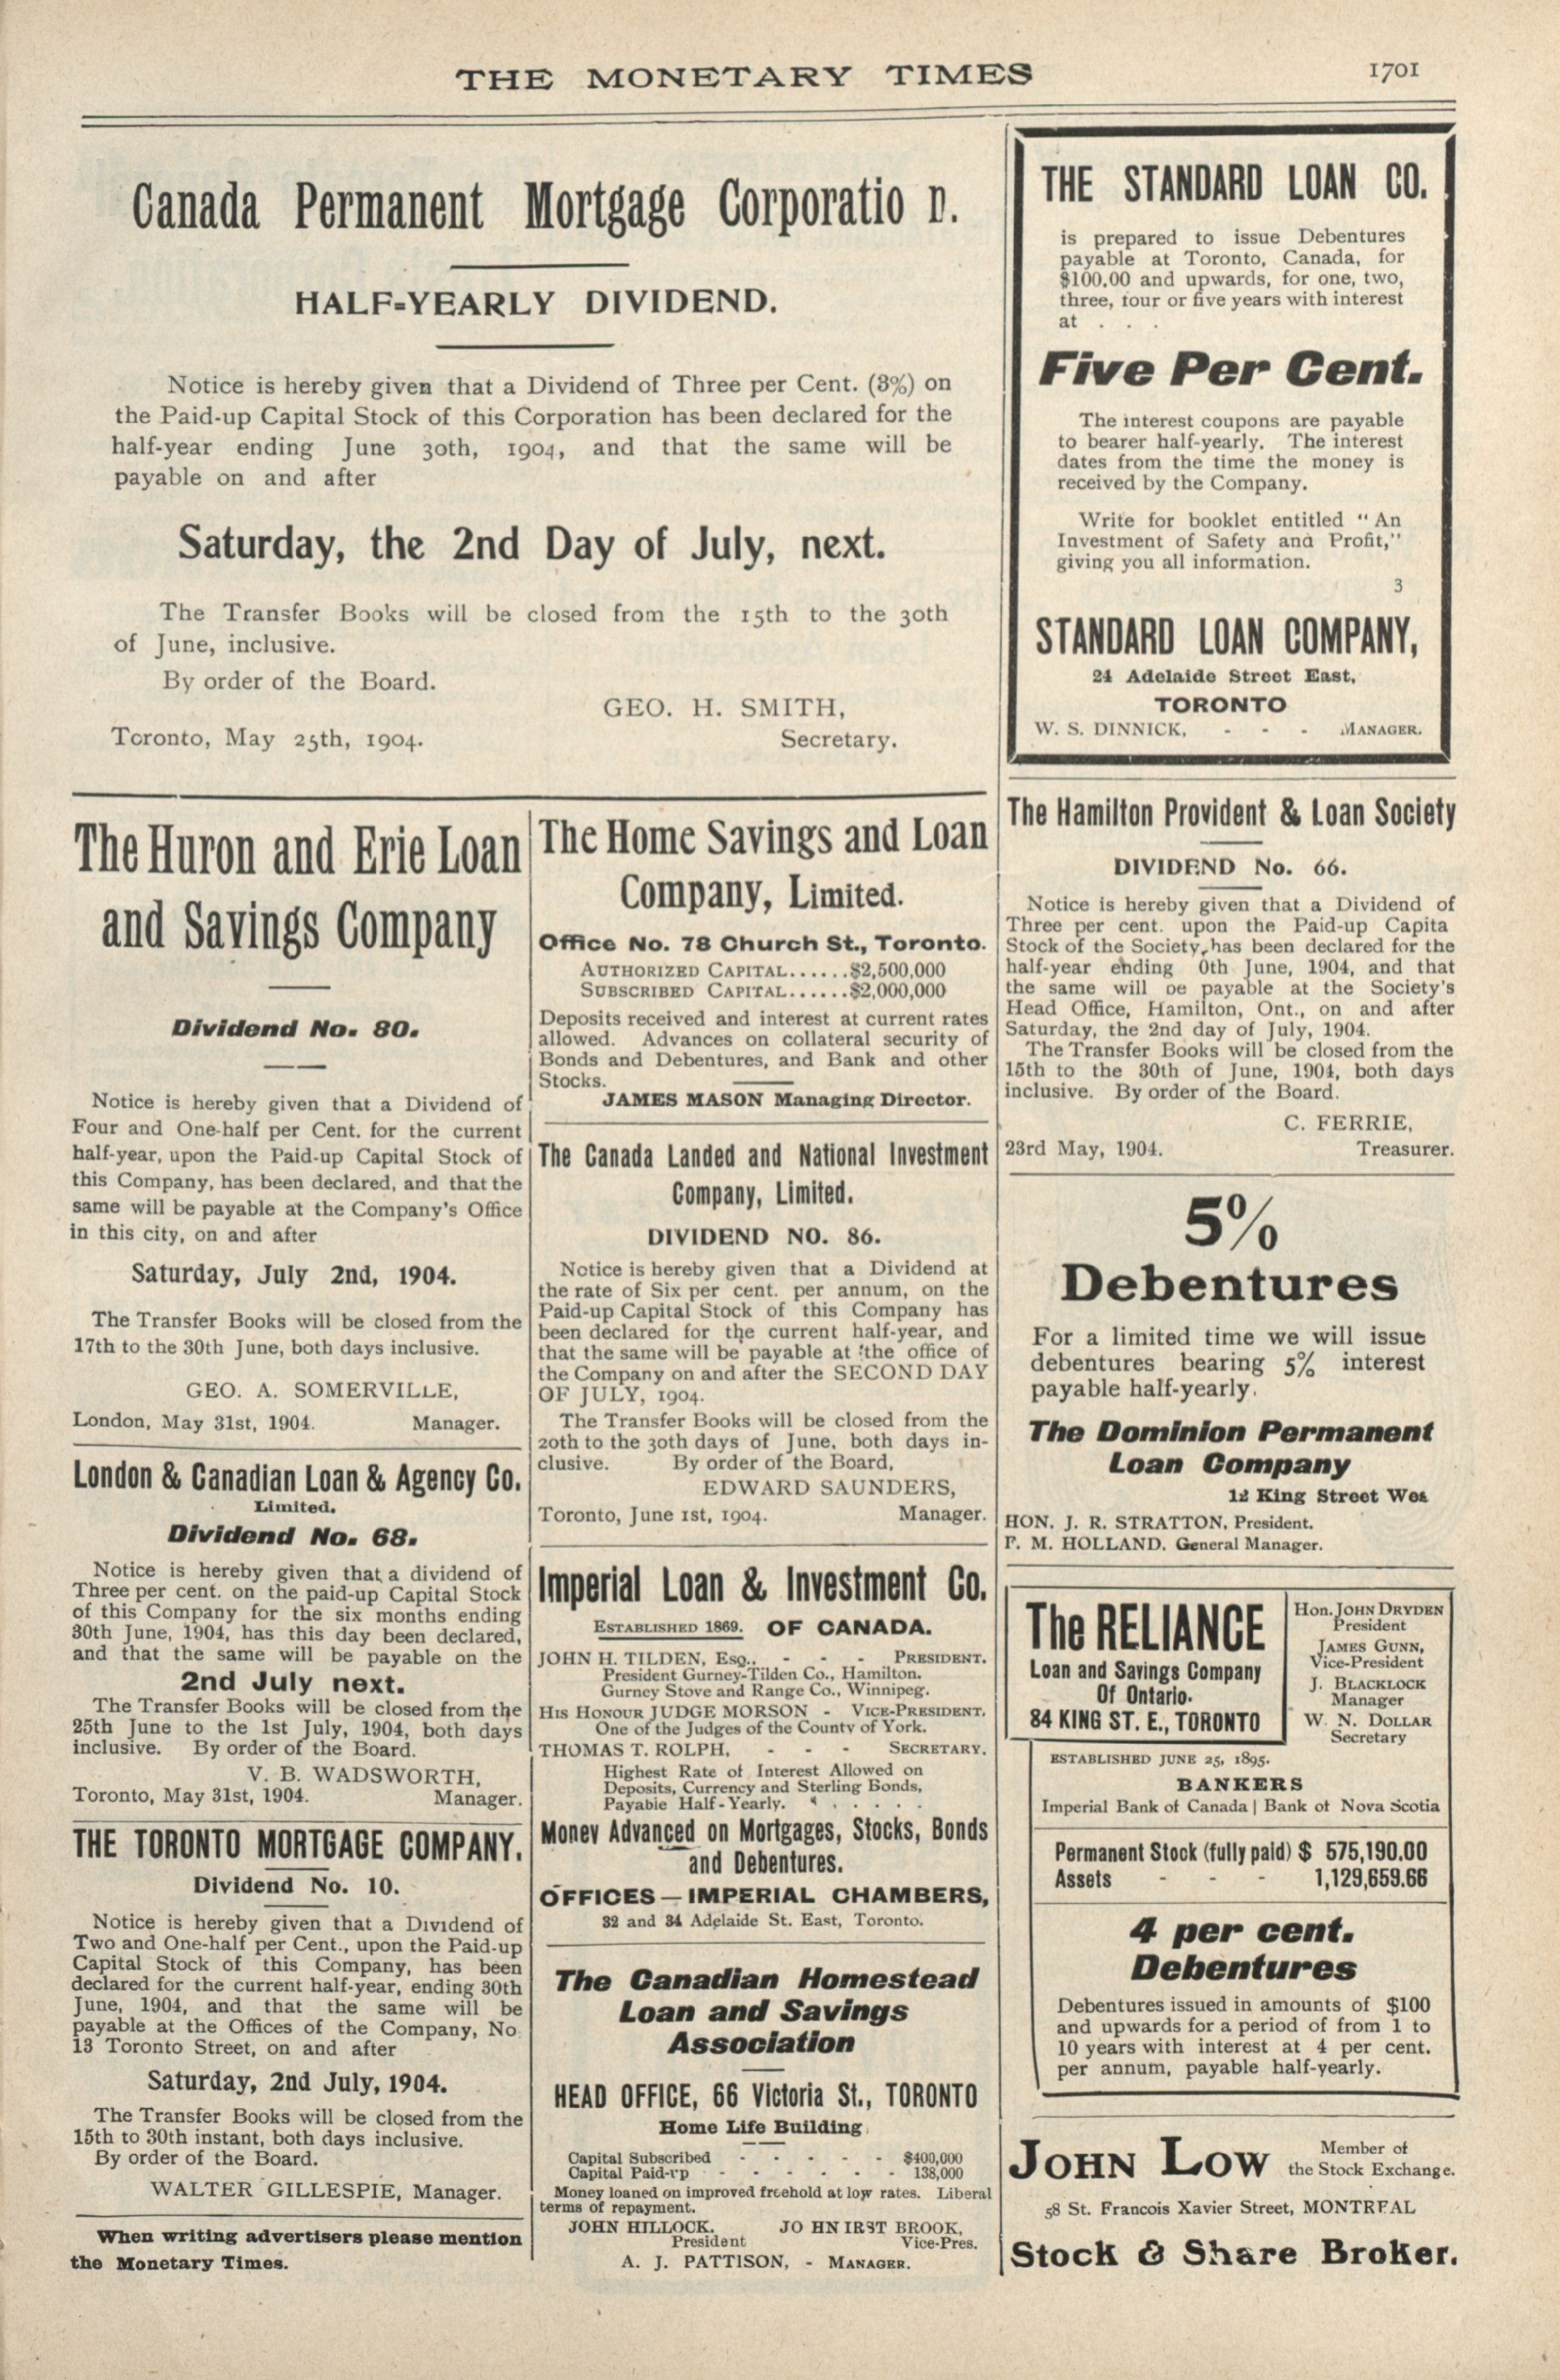 THE MONETARY TIMES 1701
Canada Permanent Mortgage Corporatio n.
HALF-YEARLY DIVIDEND.
Notice is hereby given that a Dividend of Three per Cent. (3%) on
the Paid-up Capital Stock of this Corporation has been declared for the
half-year ending June 30th, 1904, and that the same will be
payable on and after
Saturday, the 2nd Day of July, next.
The Transfer Books will be closed from the 15th to the 30th
of June, inclusive.
By order of the Board.
GEO. H. SMITH,
Toronto, May 25th, 1904. Secretary.
The Huron and Erie Loan
and Savings Company
Dividend No. 80.
Notice is hereby given that a Dividend of
Four and One-half per Cent. for the current
half-year, upon the Paid-up Capital Stock of
this Company, has been declared, and that the
same will be payable at the Company's Office
in this city, on and after
Saturday, July 2nd, 1904.
The Transfer Books will be closed from the
17th to the 30th June, both days inclusive.
GEO. A. SOMERVILLE,
London, May 31st, 1904. Manager.
London & Canadian Loan & Agency Co.
Limited.
Dividend No. 68.
Notice is hereby given that a dividend of
Three per cent. on the paid-up Capital Stock
of this Company for the six months ending
30th June, 1904, has this day been declared,
and that the same will be payable on the
2nd July next.
The Transfer Books will be closed from the
25th June to the 1st July, 1904, both days
inclusive. By order of the Board.
V. B. WADSWORTH,
Toronto, May 31st, 1904. Manager.
THE TORONTO MORTGAGE COMPANY.
Dividend No. 10.
Notice is hereby given that a Dividend of
Two and One-half per Cent., upon the Paid-up
Capital Stock of this Company, has been
declared for the current half-year, ending 30th
June, 1904, and that the same will be
payable at the Offices of the Company, No.
13 Toronto Street, on and after
Saturday, 2nd July, 1904.
The Transfer Books will be closed from the
15th to 30th instant, both days inclusive.
By order of the Board.
WALTER GILLESPIE, Manager.
When writing advertisers please mention
the Monetary Times.
The Home Savings and Loan
Company, Limited.
Office No. 78 Church St., Toronto.
AUTHORIZED CAPITAL......$2,500,000
SUBSCRIBED CAPITAL......$2,000,000
Deposits received and interest at current rates
allowed. Advances on collateral security of
Bonds and Debentures, and Bank and other
Stocks.
JAMES MASON Managing Director.
The Canada Landed and National Investment
Company, Limited.
DIVIDEND NO. 86.
Notice is hereby given that a Dividend at
the rate of Six per cent. per annum, on the
Paid-up Capital Stock of this Company has
been declared for the current half-year, and
that the same will be payable at the office of
the Company on and after the SECOND DAY
OF JULY, 1904.
The Transfer Books will be closed from the
20th to the 30th days of June, both days in-
clusive. By order of the Board,
EDWARD SAUNDERS,
Toronto, June 1st, 1904. Manager.
Imperial Loan & Investment Co.
ESTABLISHED 1869. OF CANADA.
JOHN H. TILDEN, ESQ., - - - PRESIDENT.
President Gurney-Tilden Co., Hamilton.
Gurney Stove and Range Co., Winnipeg.
HIS HONOUR JUDGE MORSON - VICE-PRESIDENT.
One of the Judges of the County of York.
THOMAS T. ROLPH, - - - SECRETARY.
Highest Rate of Interest Allowed on
Deposits, Currency and Sterling Bonds,
Payable Half-Yearly. . . . . .
Money Advanced on Mortgages, Stocks, Bonds
and Debentures.
OFFICES—IMPERIAL CHAMBERS,
32 and 34 Adelaide St. East, Toronto.
The Canadian Homestead
Loan and Savings
Association
HEAD OFFICE, 66 Victoria St., TORONTO
Home Life Building
Capital Subscribed - - - - - $400,000
Capital Paid-up - - - - - - 138,000
Money loaned on improved freehold at low rates. Liberal
terms of repayment.
JOHN HILLOCK, JO HN IRST BROOK,
President Vice-Pres.
A. J. PATTISON, - MANAGER.
THE STANDARD LOAN CO.
is prepared to issue Debentures
payable at Toronto, Canada, for
$100.00 and upwards, for one, two,
three, four or five years with interest
at . . .
Five Per Cent.
The interest coupons are payable
to bearer half-yearly. The interest
dates from the time the money is
received by the Company.
Write for booklet entitled "An
Investment of Safety and Profit,"
giving you all information.
3
STANDARD LOAN COMPANY,
24 Adelaide Street East,
TORONTO
W. S. DINNICK, - - - MANAGER.
The Hamilton Provident & Loan Society
DIVIDEND No. 66.
Notice is hereby given that a Dividend of
Three per cent. upon the Paid-up Capita
Stock of the Society, has been declared for the
half-year ending 0th June, 1904, and that
the same will be payable at the Society's
Head Office, Hamilton, Ont., on and after
Saturday, the 2nd day of July, 1904.
The Transfer Books will be closed from the
15th to the 30th of June, 1904, both days
inclusive. By order of the Board.
C. FERRIE,
23rd May, 1904. Treasurer.
5%
Debentures
For a limited time we will issue
debentures bearing 5% interest
payable half-yearly.
The Dominion Permanent
Loan Company
12 King Street Wes
HON. J. R. STRATTON, President.
F. M. HOLLAND, General Manager.
The RELIANCE
Loan and Savings Company
Of Ontario.
84 KING ST. E., TORONTO
Hon. JOHN DRYDEN
President
JAMES GUNN,
Vice-President
J. BLACKLOCK
Manager
W. N. DOLLAR
Secretary
ESTABLISHED JUNE 25, 1895.
BANKERS
Imperial Bank of Canada | Bank of Nova Scotia
Permanent Stock (fully paid) $ 575,190.00
Assets - - - 1,129,659.66
4 per cent.
Debentures
Debentures issued in amounts of $100
and upwards for a period of from 1 to
10 years with interest at 4 per cent.
per annum, payable half-yearly.
JOHN LOW Member of
the Stock Exchange.
58 St. Francois Xavier Street, MONTREAL
Stock & Share Broker.